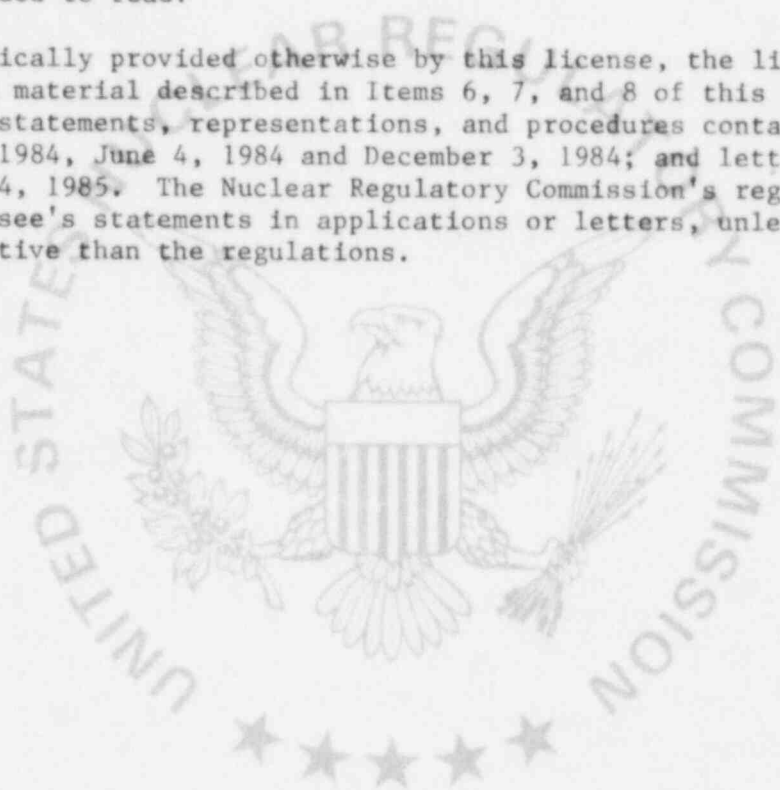 ically provided otherwise by this license, the li
material described in Items 6, 7, and 8 of this
statements, representations, and procedures conta
1984, June 4, 1984 and December 3, 1984; and lett
4, 1985. The Nuclear Regulatory Commission's reg
see's statements in applications or letters, unle
tive than the regulations.
UNITED STATES NUCLEAR REGULATORY COMMISSION